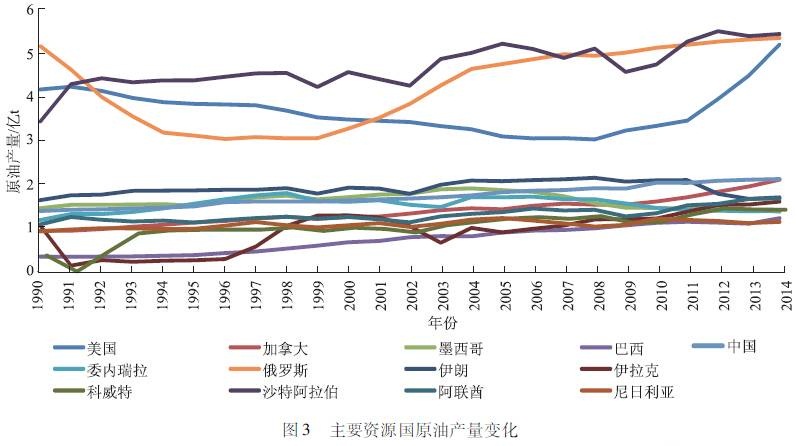 6
5
4
3
2
1
0
原油产量/亿t
1990 1991 1992 1993 1994 1995 1996 1997 1998 1999 2000 2001 2002 2003 2004 2005 2006 2007 2008 2009 2010 2011 2012 2013 2014
年份
美国 加拿大 墨西哥 巴西 中国
委内瑞拉 俄罗斯 伊朗 伊拉克
科威特 沙特阿拉伯 阿联酋 尼日利亚
图3 主要资源国原油产量变化